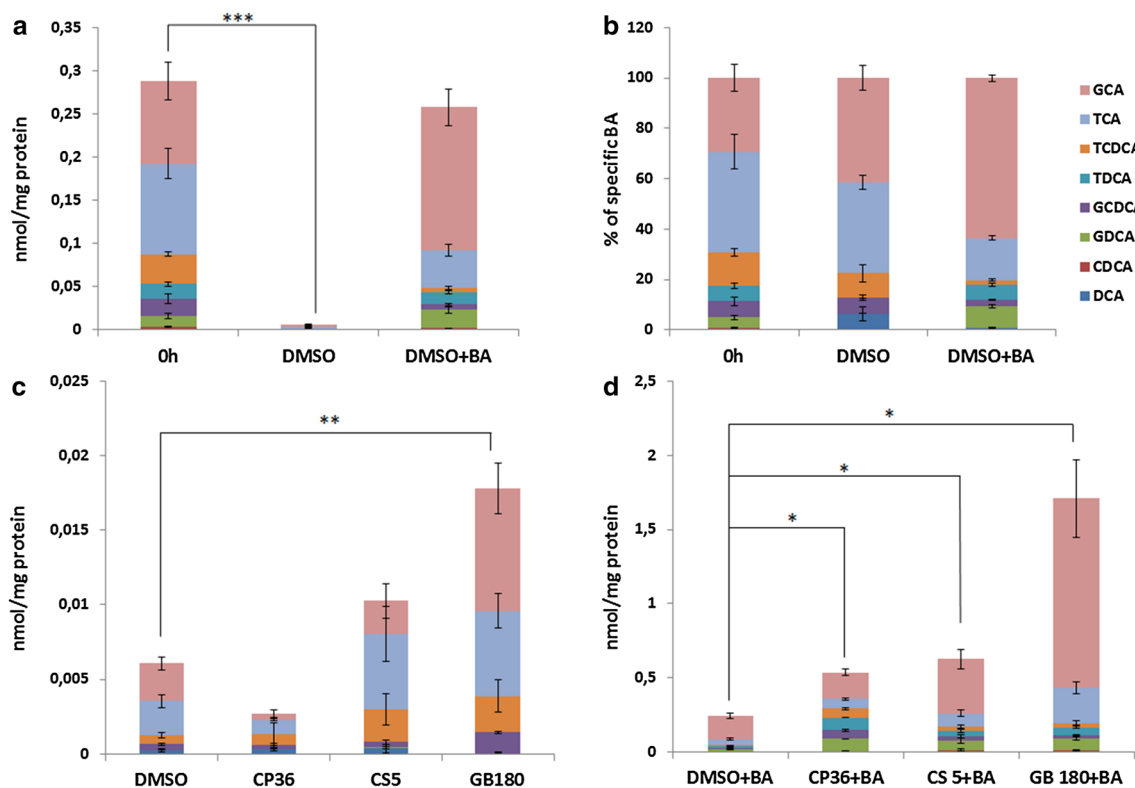 a
***
0,35
0,3
0,25
0,2
0,15
0,1
0,05
0
nmol/mg protein
0h DMSO DMSO+BA
b
120
100
80
60
40
20
0
% of specificBA
0h DMSO DMSO+BA
GCA
TCA
TCDCA
TDCA
GCDCA
GDCA
CDCA
DCA
c
**
0,025
0,02
0,015
0,01
0,005
0
nmol/mg protein
DMSO CP36 CS5 GB180
d
*
*
*
2,5
2
1,5
1
0,5
0
nmol/mg protein
DMSO+BA CP36+BA CS 5+BA GB 180+BA